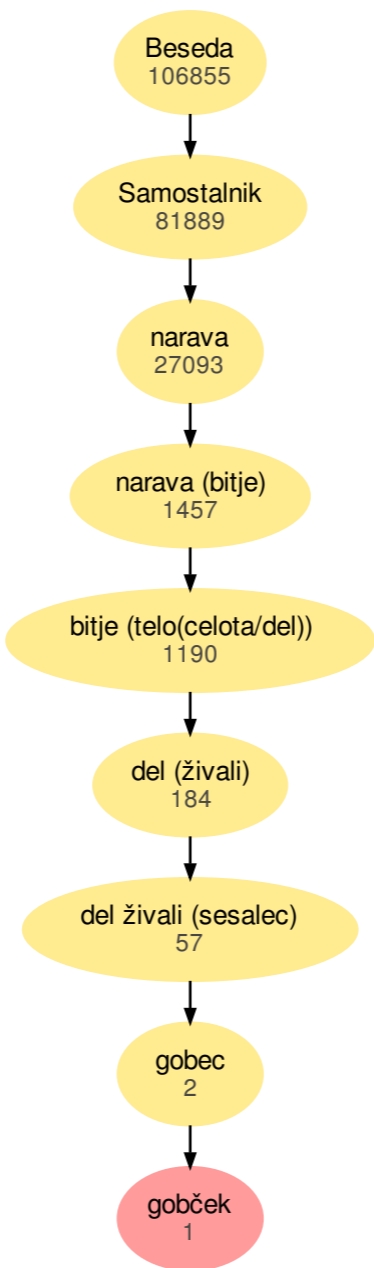 Beseda
106855
Samostalnik
81889
narava
27093
narava (bitje)
1457
bitje (telo(celota/del))
1190
del (živali)
184
del živali (sesalec)
57
gobec
2
gobček
1